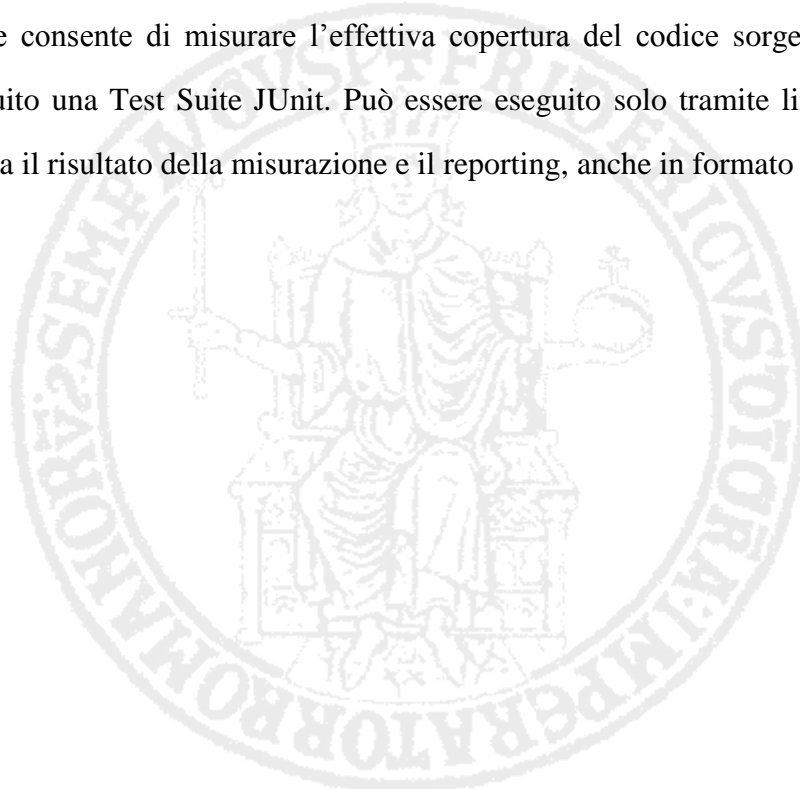 e consente di misurare l’effettiva copertura del codice sorge
uito una Test Suite JUnit. Può essere eseguito solo tramite li
a il risultato della misurazione e il reporting, anche in formato